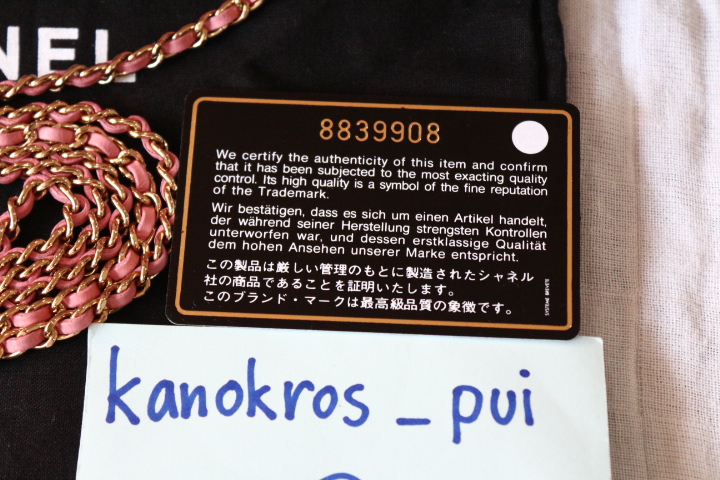 NEL
8839908
We certify the authenticity of this item and confirm
that it has been subjected to the most exacting quality
control. Its high quality is a symbol of the fine reputation
of the Trademark.
Wir bestätigen, dass es sich um einen Artikel handelt,
der während seiner Herstellung strengsten Kontrollen
unterworfen war, und dessen erstklassige Qualität
dem hohen Ansehen unserer Marke entspricht.
この製品は厳しい管理のもとに製造されたシャネル
社の商品であることを証明いたします。
このブランド・マークは最高級品質の象徴です。
SYSTEME BREVETE
kanokros_pui